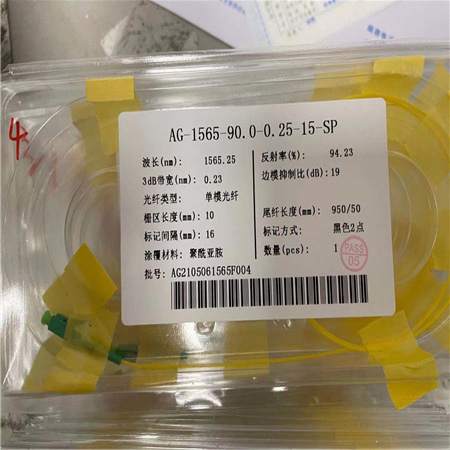 AG-1565-90.0-0.25-15-SP
波长(nm): 1565.25 反射率(%): 94.23
3dB带宽(nm): 0.23 边模抑制比(dB): 19
光纤类型: 单模光纤
栅区长度(mm): 10 尾纤长度(mm): 950/50
标记间隔(mm): 16 标记方式: 黑色2点
涂覆材料: 聚酰亚胺 数量(pcs): 1
PASS
05
批号: AG2105061565F004